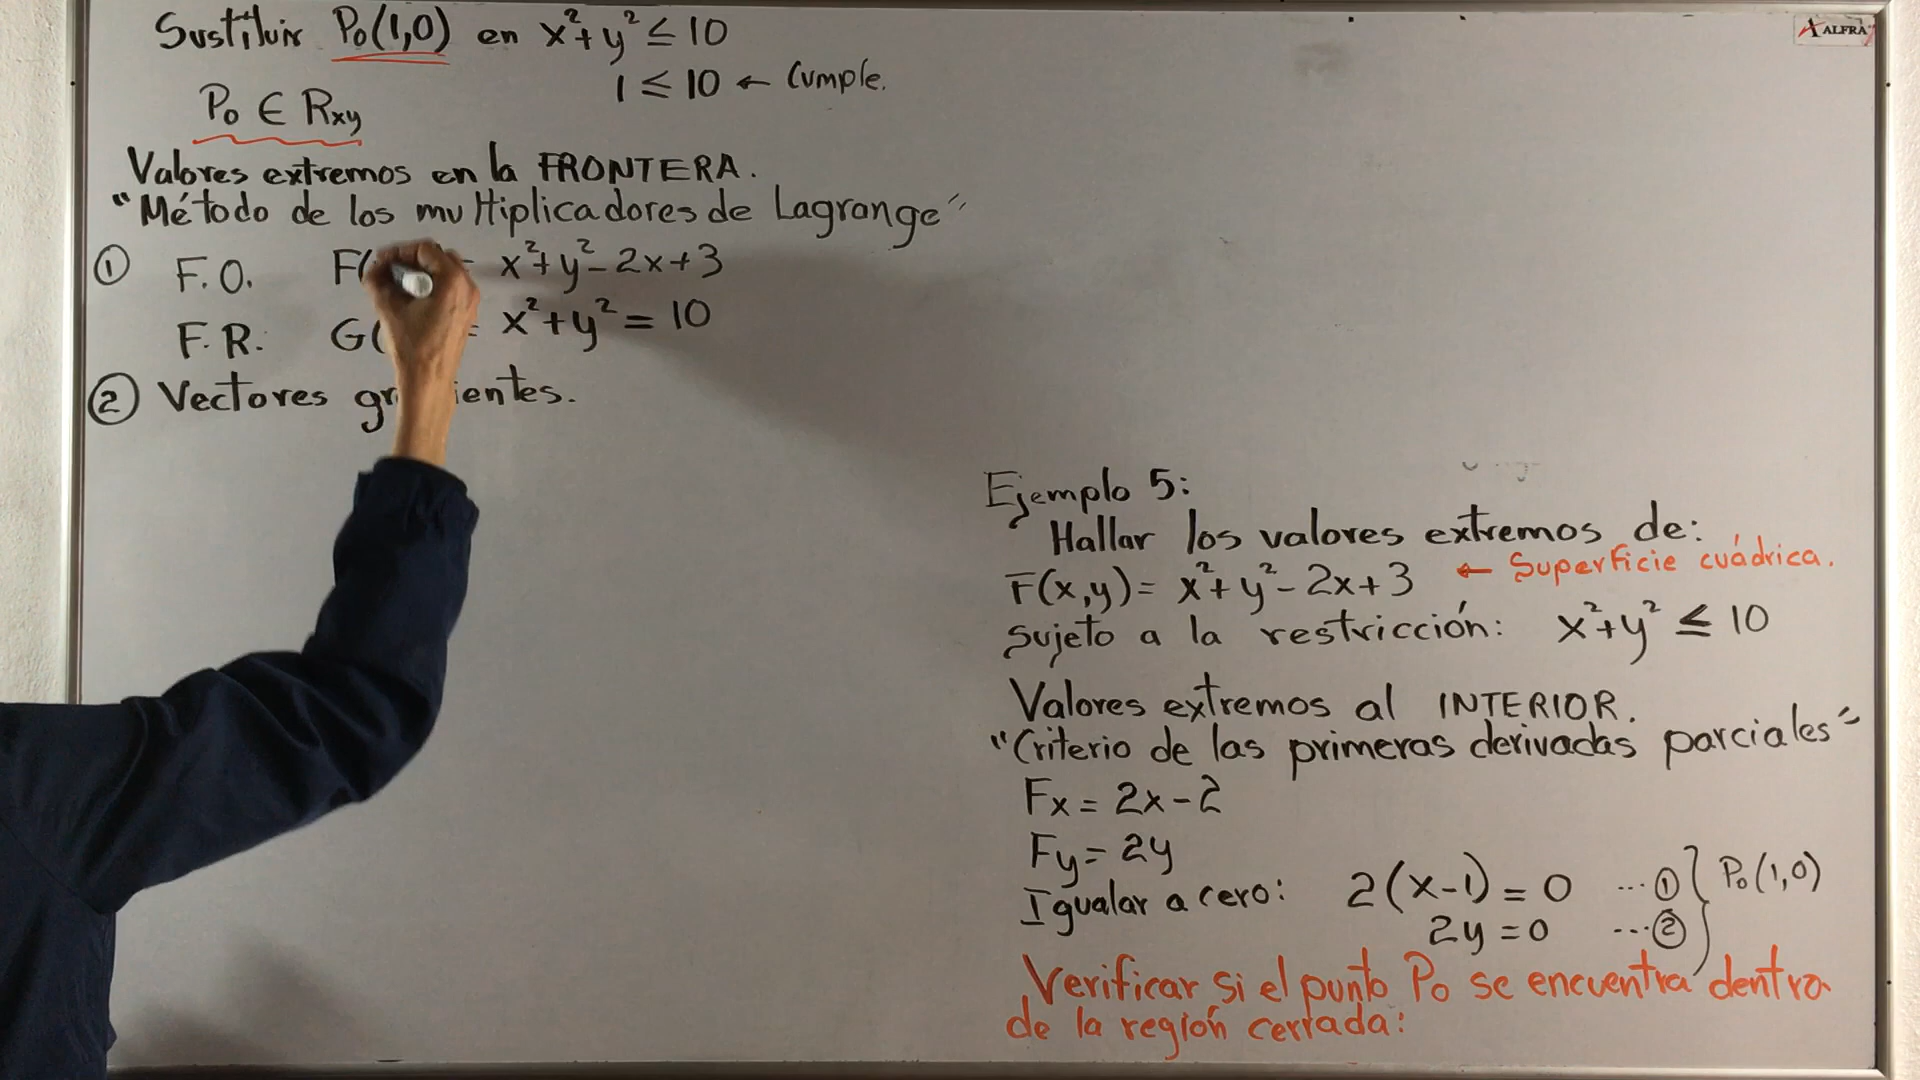 Sustituir P₀(1,0) en x²+y² ≤ 10
1 ≤ 10 ← Cumple.
P₀ ∈ Rxy
Valores extremos en la FRONTERA.
"Método de los multiplicadores de Lagrange"
① F.O. F( = x²+y²-2x+3
F.R. G( = x²+y² = 10
② Vectores gr ientes.
Ejemplo 5:
Hallar los valores extremos de:
F(x,y)= x²+y²-2x+3 ← Superficie cuádrica.
sujeto a la restricción: x²+y² ≤ 10
Valores extremos al INTERIOR.
"Criterio de las primeras derivadas parciales"
Fx = 2x-2
Fy = 2y
Igualar a cero: 2(x-1) = 0 ...① } P₀(1,0)
2y = 0 ...②
Verificar si el punto P₀ se encuentra dentro
de la región cerrada:
ALFRA